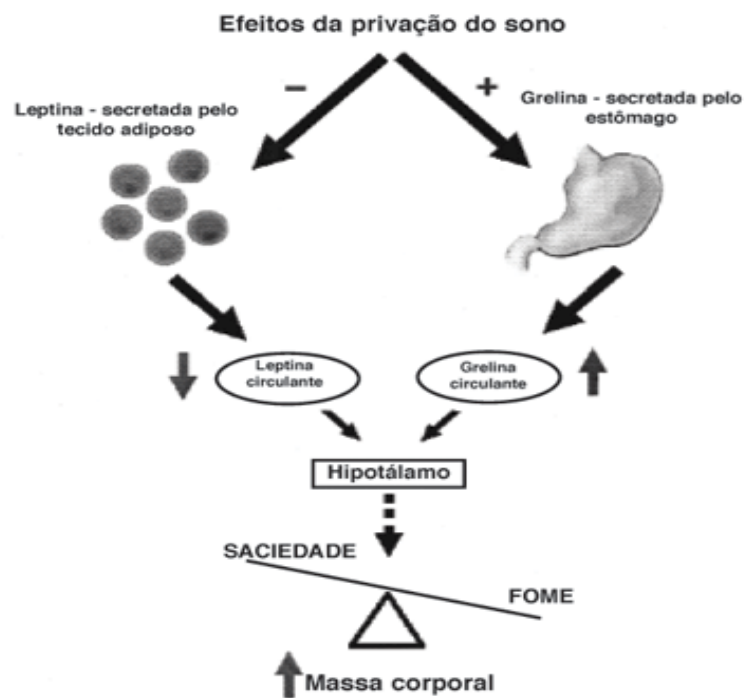 Efeitos da privação do sono
−
+
Leptina - secretada pelo
tecido adiposo
Grelina - secretada pelo
estômago
Leptina
circulante
Grelina
circulante
Hipotálamo
SACIEDADE
FOME
Massa corporal